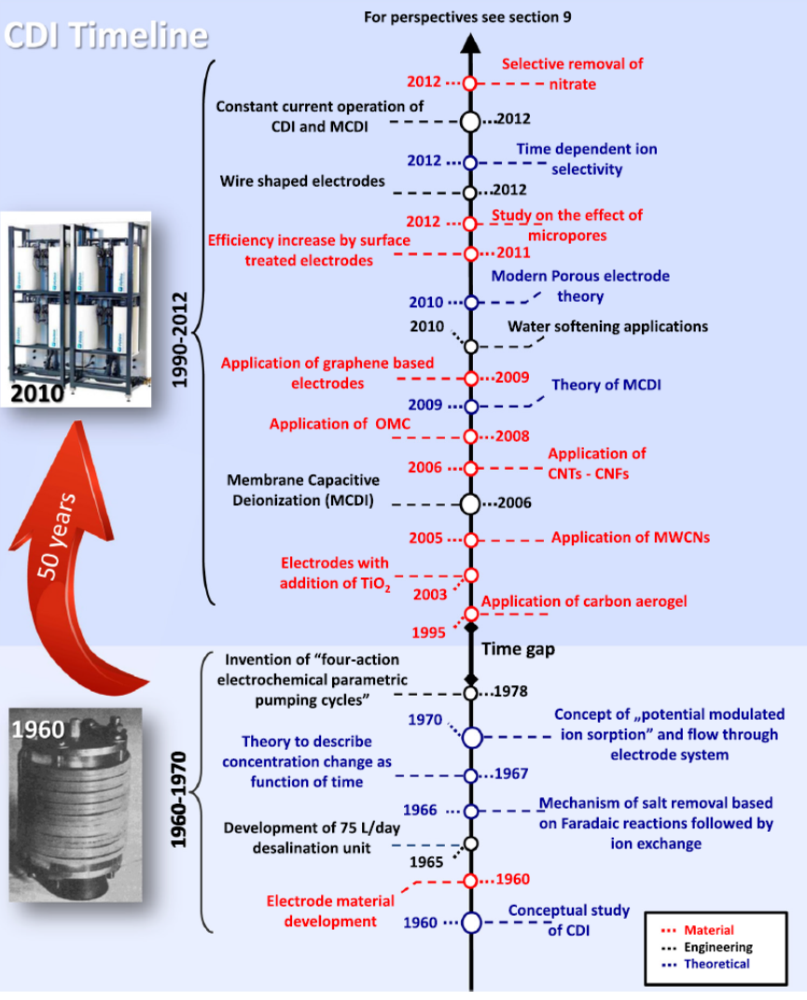 For perspectives see section 9
CDI Timeline
Selective removal of
nitrate
2012
Constant current operation of
CDI and MCDI
2012
Time dependent ion
selectivity
2012
Wire shaped electrodes
2012
Study on the effect of
micropores
2012
Efficiency increase by surface
treated electrodes
2011
Modern Porous electrode
theory
2010
2010
Water softening applications
Application of graphene based
electrodes
2009
Theory of MCDI
2009
Application of OMC
2008
Application of
CNTs - CNFs
2006
Membrane Capacitive
Deionization (MCDI)
2006
2005
Application of MWCNs
Electrodes with
addition of TiO2
2003
Application of carbon aerogel
1995
1990-2012
2010
50 years
Time gap
Invention of “four-action
electrochemical parametric
pumping cycles”
1978
1970
Concept of „potential modulated
ion sorption” and flow through
electrode system
Theory to describe
concentration change as
function of time
1967
1966
Mechanism of salt removal based
on Faradaic reactions followed by
ion exchange
Development of 75 L/day
desalination unit
1965
1960
Electrode material
development
1960
Conceptual study
of CDI
1960-1970
1960
Material
Engineering
Theoretical